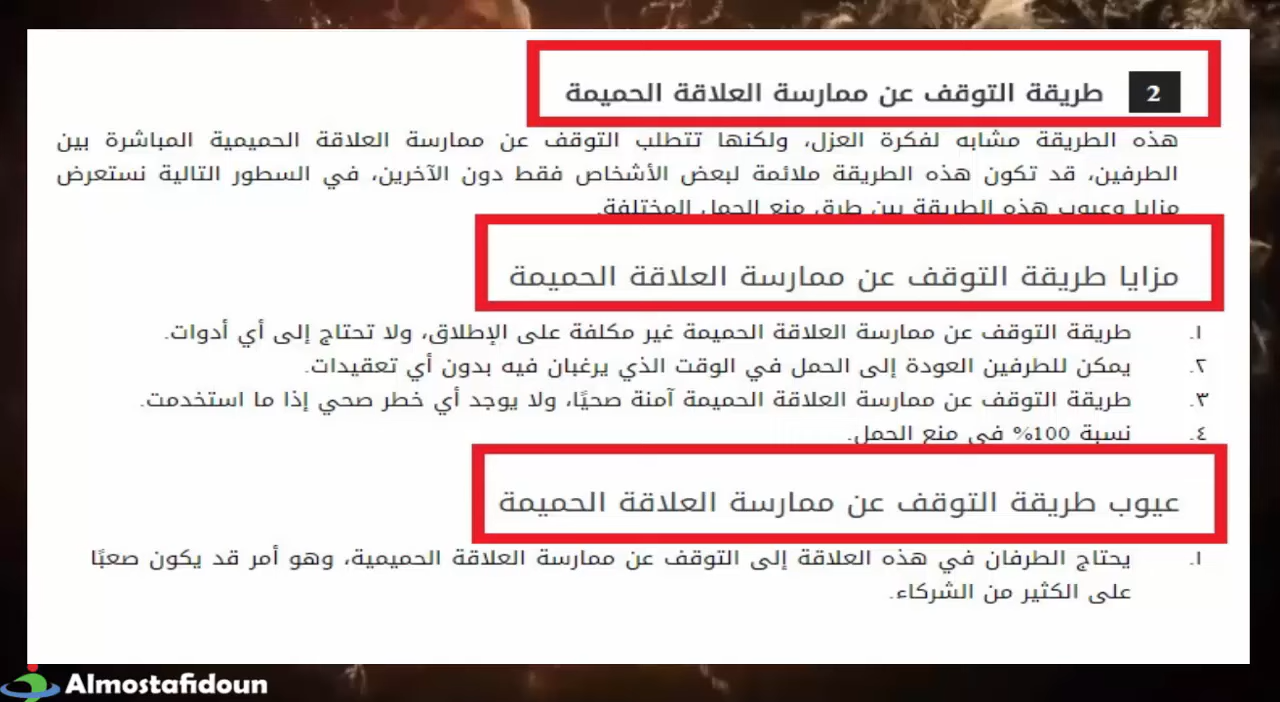 2 طريقة التوقف عن ممارسة العلاقة الحميمة
هذه الطريقة مشابه لفكرة العزل، ولكنها تتطلب التوقف عن ممارسة العلاقة الحميمية المباشرة بين
الطرفين، قد تكون هذه الطريقة ملائمة لبعض الأشخاص فقط دون الآخرين، في السطور التالية نستعرض
مزايا وعيوب هذه الطريقة بين طرق منع الحمل المختلفة.
مزايا طريقة التوقف عن ممارسة العلاقة الحميمة
١. طريقة التوقف عن ممارسة العلاقة الحميمة غير مكلفة على الإطلاق، ولا تحتاج إلى أي أدوات.
٢. يمكن للطرفين العودة إلى الحمل في الوقت الذي يرغبان فيه بدون أي تعقيدات.
٣. طريقة التوقف عن ممارسة العلاقة الحميمة آمنة صحيًا، ولا يوجد أي خطر صحي إذا ما استخدمت.
٤. نسبة 100% في منع الحمل.
عيوب طريقة التوقف عن ممارسة العلاقة الحميمة
١. يحتاج الطرفان في هذه العلاقة إلى التوقف عن ممارسة العلاقة الحميمية، وهو أمر قد يكون صعبًا
على الكثير من الشركاء.
Almostafidoun